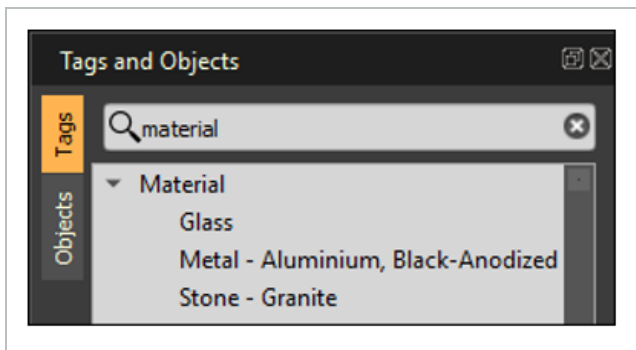 Tags and Objects
Tags
material
Objects
Material
Glass
Metal - Aluminium, Black-Anodized
Stone - Granite